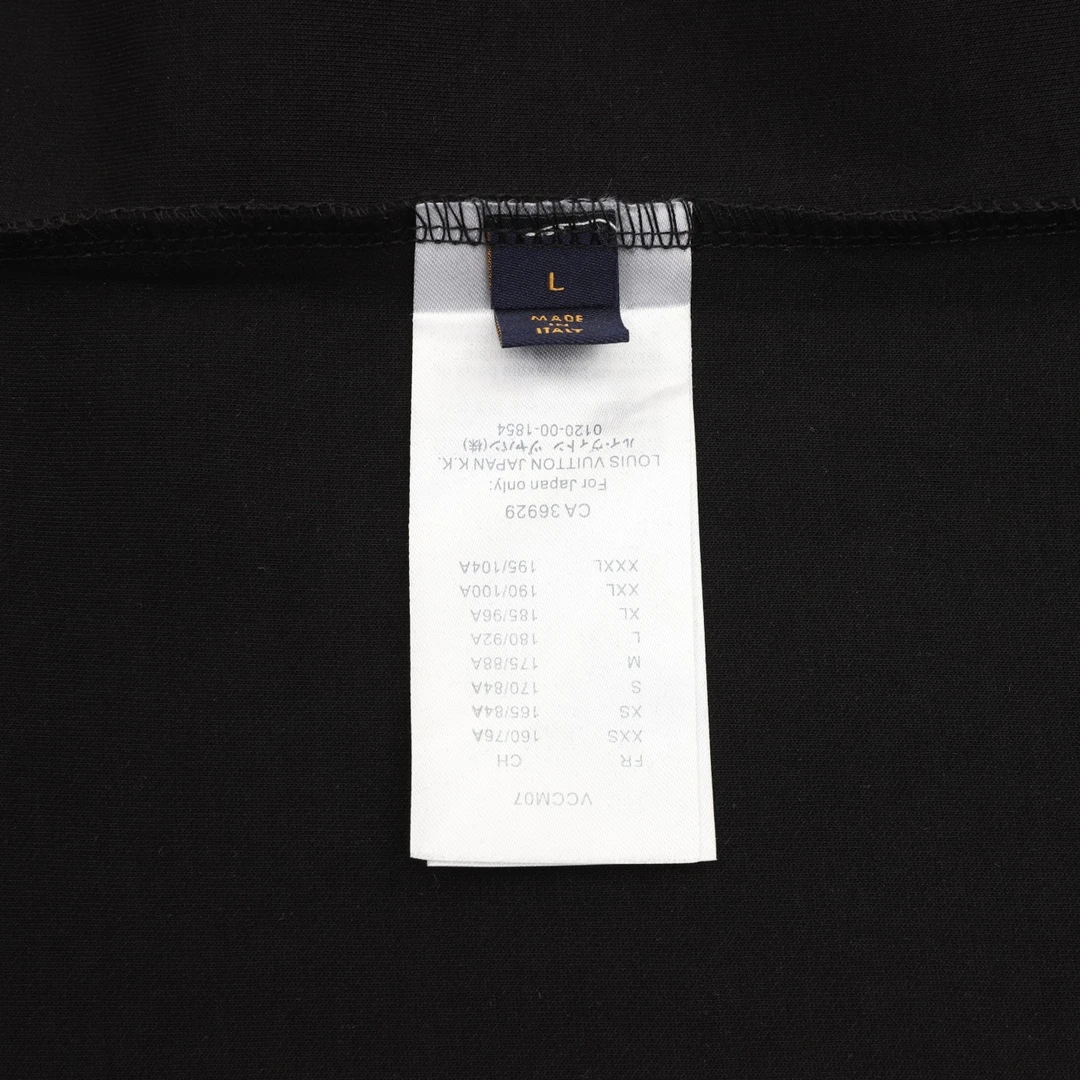 L
MADE
IN
ITALY
VCCM07
FR CH
XXS 160/76A
XS 165/84A
S 170/84A
M 175/88A
L 180/92A
XL 185/96A
XXL 190/100A
XXXL 195/104A
CA 36929
For Japan only:
LOUIS VUITTON JAPAN K.K.
ルイ・ヴィトン ジャパン(株)
0120-00-1854